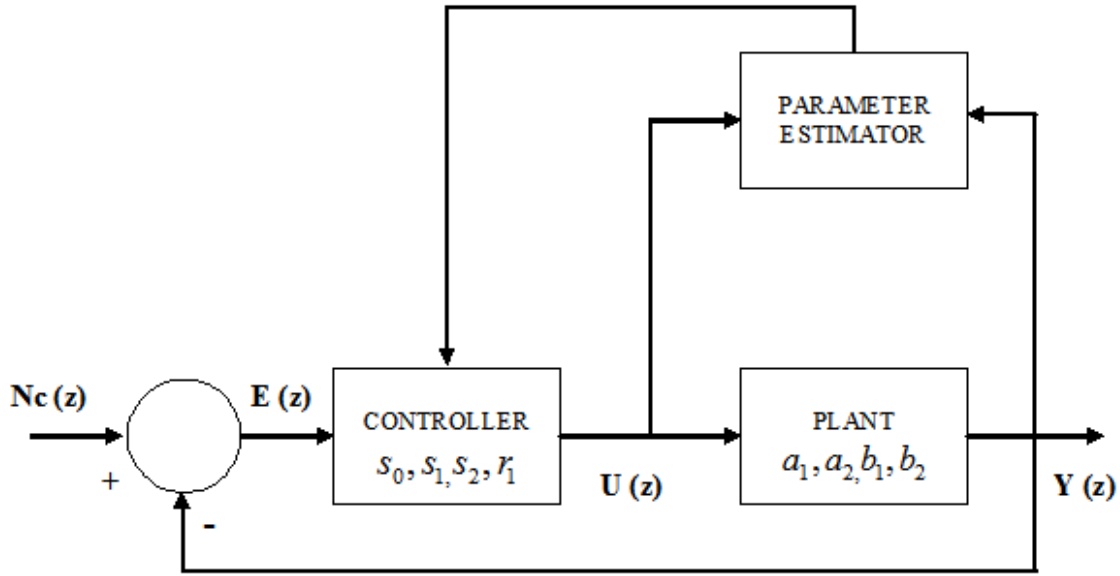 PARAMETER
ESTIMATOR
Nc (z)
E (z)
CONTROLLER
s₀, s₁, s₂, r₁
PLANT
a₁, a₂, b₁, b₂
+
-
U (z)
Y (z)